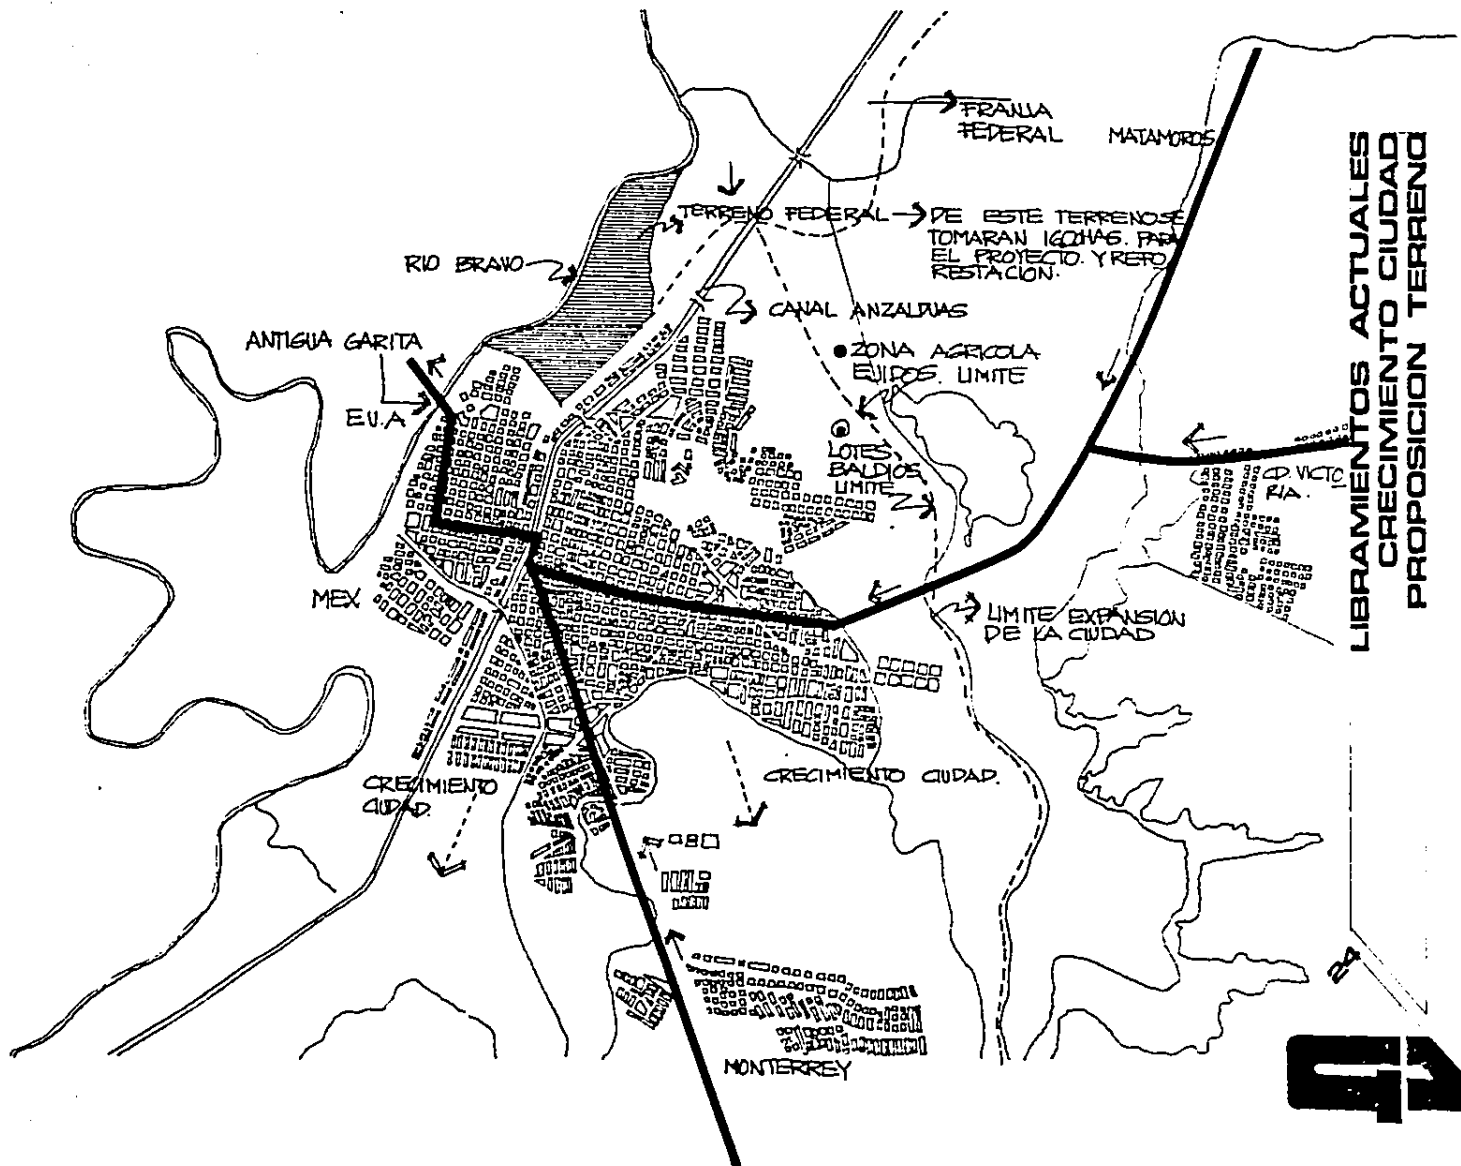 FRANJA
FEDERAL
MATAMOROS
TERRENO FEDERAL
DE ESTE TERRENO SE
TOMARAN 160HAS. PARA
EL PROYECTO. Y REFO
RESTACION.
RIO BRAVO
CANAL ANZALDUAS
ANTIGUA GARITA
ZONA AGRICOLA
EJIDOS. LIMITE
E.U.A
LOTES
BALDIOS
LIMITE
CD. VICTO
RIA.
MEX
LIMITE EXPANSION
DE LA CIUDAD
CRECIMIENTO CIUDAD.
CRECIMIENTO
CIUDAD.
MONTERREY
LIBRAMIENTOS ACTUALES
CRECIMIENTO CIUDAD
PROPOSICION TERRENO
24